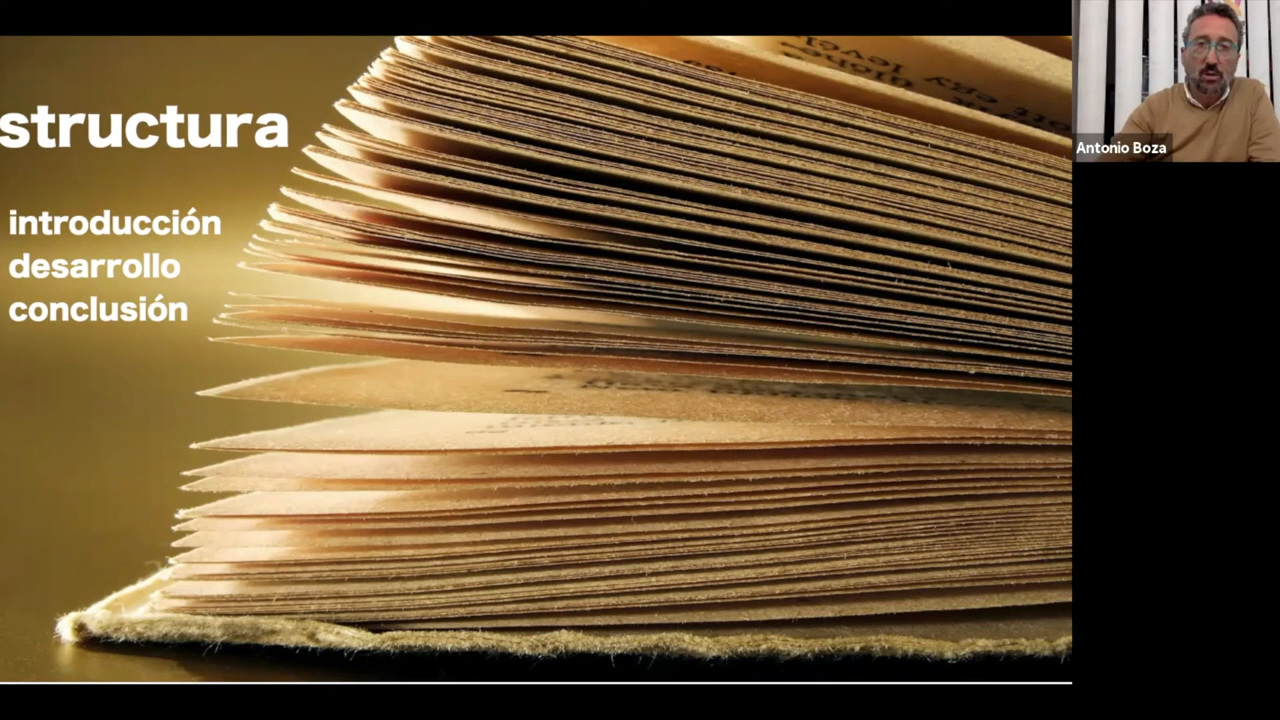 structura
introducción
desarrollo
conclusión
Antonio Boza